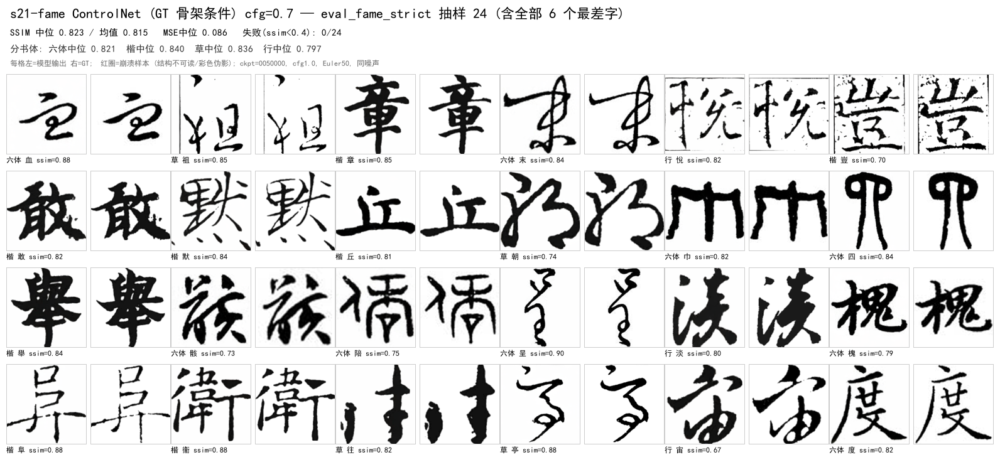 s21-fame ControlNet (GT 骨架条件) cfg=0.7 — eval_fame_strict 抽样 24 (含全部 6 个最差字)
SSIM 中位 0.823 / 均值 0.815 MSE中位 0.086 失败(ssim<0.4): 0/24
分书体: 六体中位 0.821 楷中位 0.840 草中位 0.836 行中位 0.797
每格左=模型输出 右=GT; 红圈=崩溃样本 (结构不可读/彩色伪影); ckpt=0050000, cfg1.0, Euler50, 同噪声
六体 血 ssim=0.88 草 祖 ssim=0.85 楷 章 ssim=0.85 六体 末 ssim=0.84 行 悅 ssim=0.82 楷 豈 ssim=0.70
楷 敢 ssim=0.82 楷 默 ssim=0.84 楷 丘 ssim=0.81 草 朝 ssim=0.74 六体 巾 ssim=0.82 六体 四 ssim=0.84
楷 舉 ssim=0.84 六体 骸 ssim=0.73 六体 陪 ssim=0.75 六体 呈 ssim=0.90 行 淡 ssim=0.80 六体 槐 ssim=0.79
楷 阜 ssim=0.88 楷 衞 ssim=0.88 草 往 ssim=0.82 草 亭 ssim=0.88 行 宙 ssim=0.67 六体 度 ssim=0.82